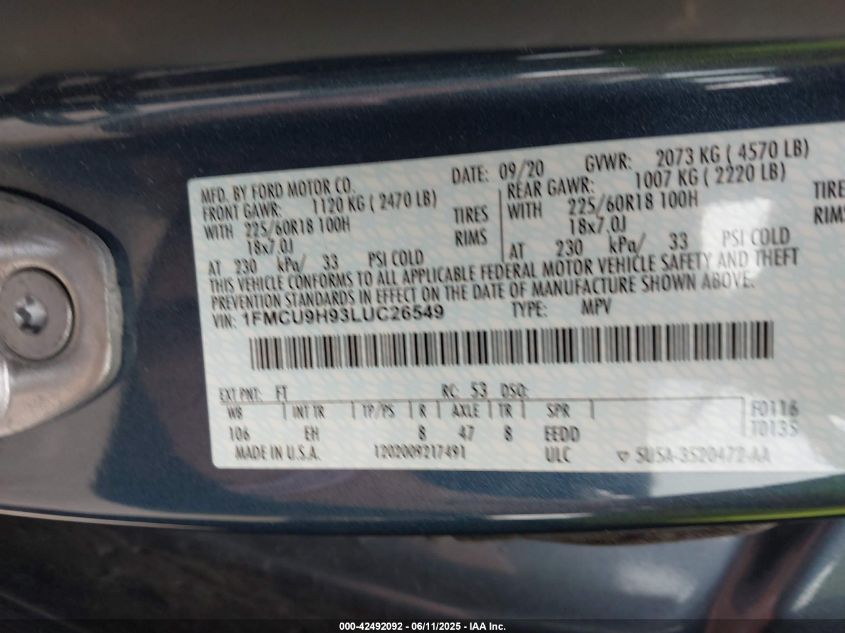 MFD. BY FORD MOTOR CO. DATE: 09/20 GVWR: 2073 KG ( 4570 LB)
FRONT GAWR: 1120 KG ( 2470 LB) REAR GAWR: 1007 KG ( 2220 LB)
WITH 225/60R18 100H TIRES WITH 225/60R18 100H TIRE
18x7.0J RIMS 18x7.0J RIM
AT 230 kPa/ 33 PSI COLD AT 230 kPa/ 33 PSI COLD
THIS VEHICLE CONFORMS TO ALL APPLICABLE FEDERAL MOTOR VEHICLE SAFETY AND THEFT
PREVENTION STANDARDS IN EFFECT ON THE DATE OF MANUFACTURE SHOWN ABOVE.
VIN: 1FMCU9H93LUC26549 TYPE: MPV
EXT PNT: FT RC: 53 DSO:
WB INT TR TP/PS R AXLE TR SPR F0116
106 EH 8 47 8 EEDD T0135
MADE IN U.S.A. 1202009217491 ULC ▽ SU5A-3520472-AA
000-42492092 - 06/11/2025 - IAA Inc.